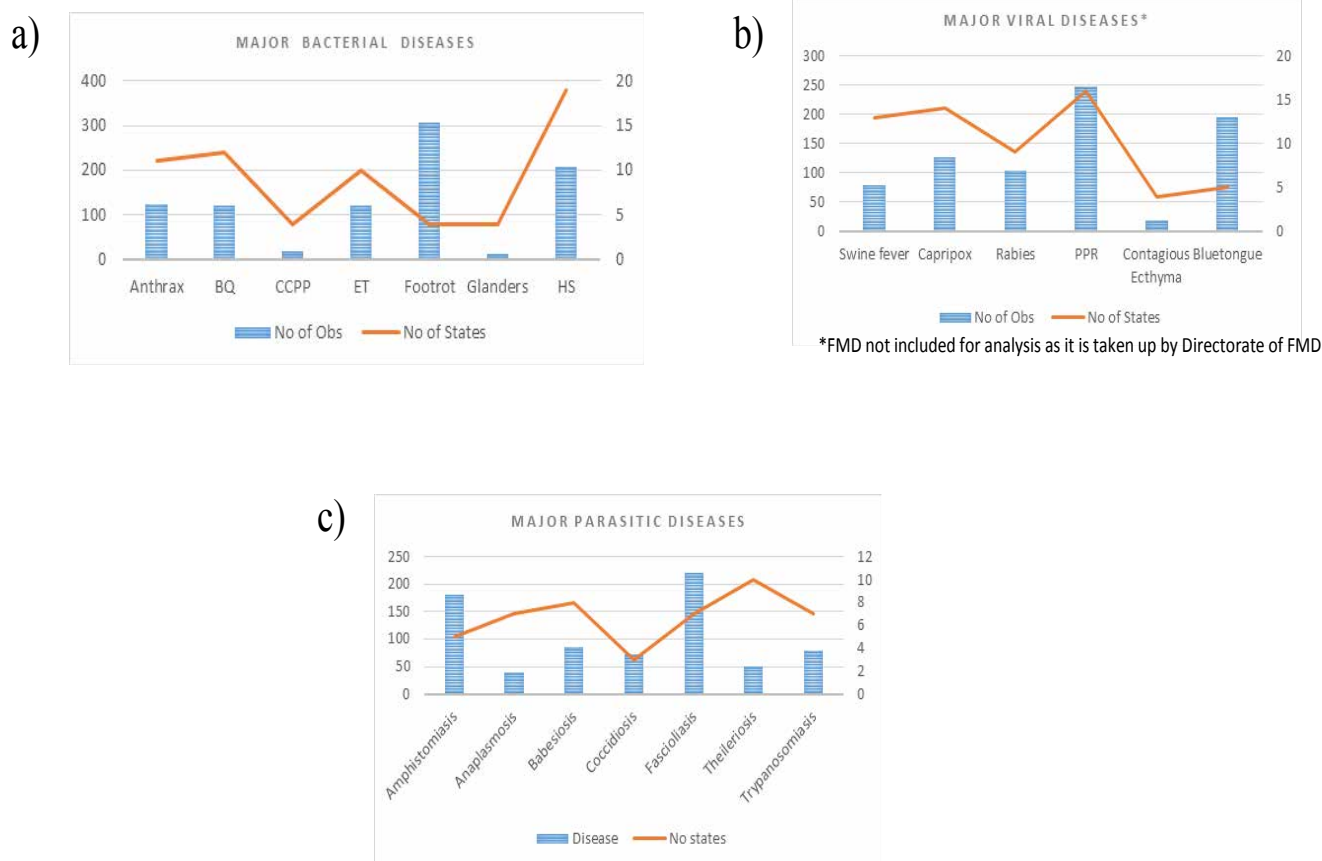 a)
MAJOR BACTERIAL DISEASES
400 20
300 15
200 10
100 5
0 0
Anthrax BQ CCPP ET Footrot Glanders HS
No of Obs No of States
b)
MAJOR VIRAL DISEASES*
300 20
250
200 15
150 10
100
50 5
0 0
Swine fever Capripox Rabies PPR Contagious Bluetongue
Ecthyma
No of Obs No of States
*FMD not included for analysis as it is taken up by Directorate of FMD
c)
MAJOR PARASITIC DISEASES
250 12
200 10
150 8
100 6
50 4
0 2
0
Amphistomiasis
Anaplasmosis
Babesiosis
Coccidiosis
Fascioliasis
Theileriosis
Trypanosomiasis
Disease No states